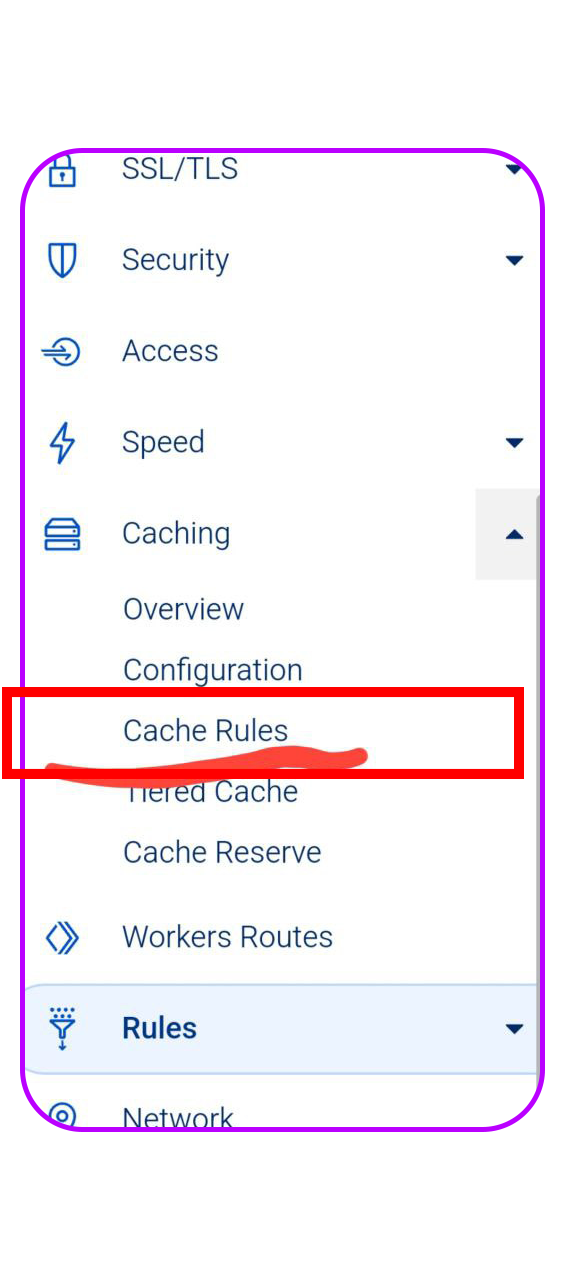 SSL/TLS
Security
Access
Speed
Caching
Overview
Configuration
Cache Rules
Tiered Cache
Cache Reserve
Workers Routes
Rules
Network